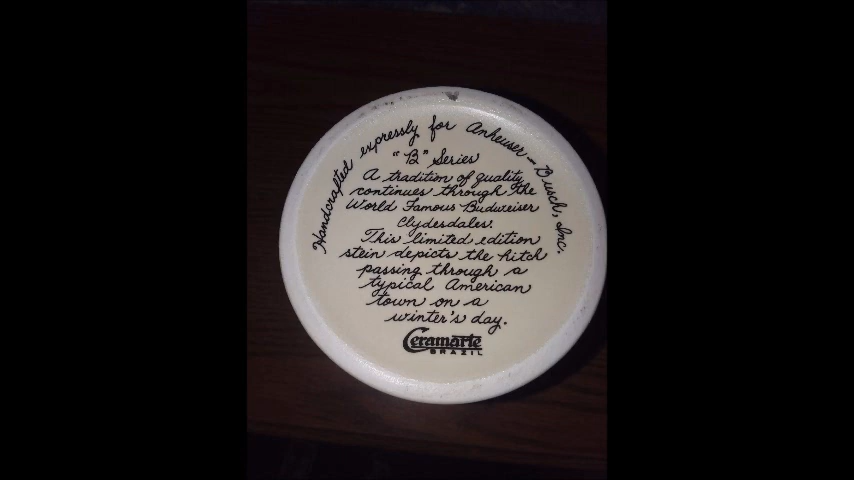 Handcrafted expressly for Anheuser-Busch, Inc.
"B" Series
A tradition of quality
continues through the
World Famous Budweiser
Clydesdales.
This limited edition
stein depicts the hitch
passing through a
typical American
town on a
winter's day.
Ceramarte
BRAZIL